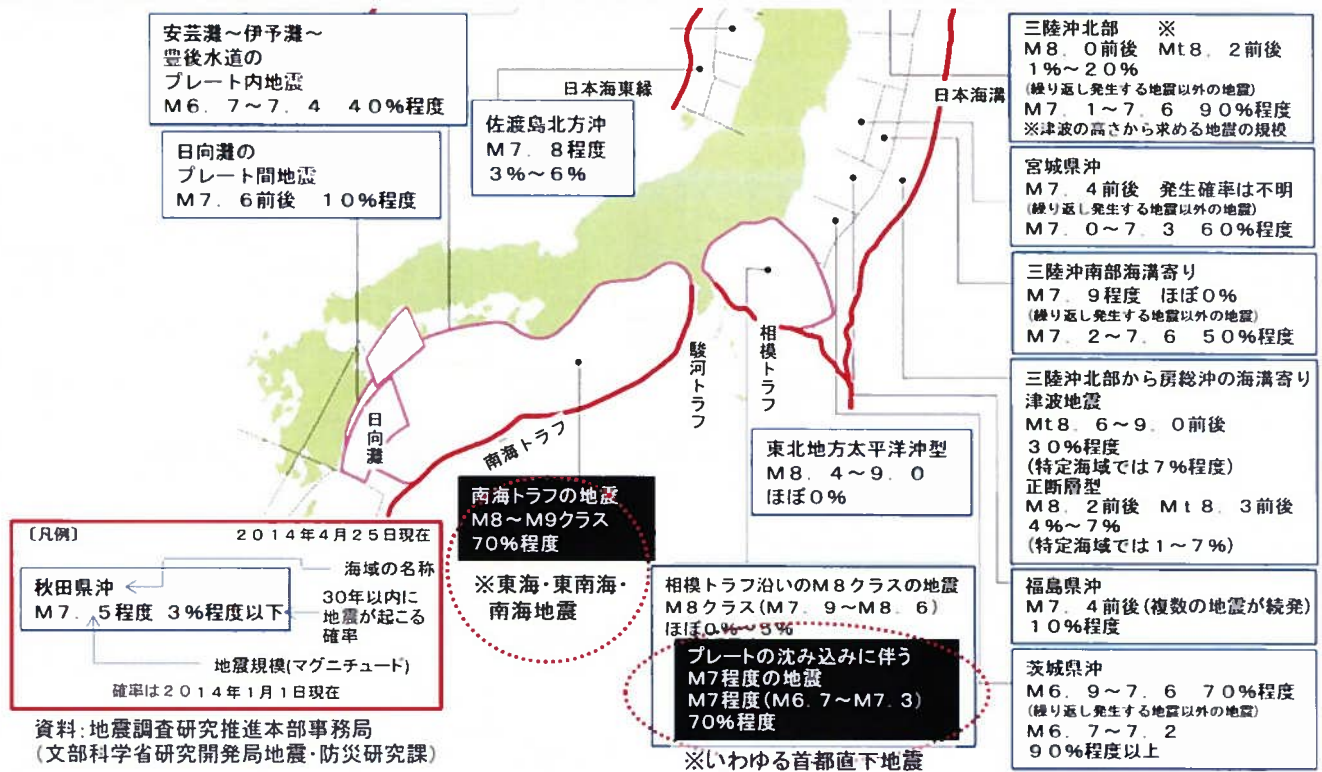 安芸灘～伊予灘～
豊後水道の
プレート内地震
M6．7～7．4　40%程度
日向灘の
プレート間地震
M7．6前後　10%程度
日本海東縁
佐渡島北方沖
M7．8程度
3%～6%
日本海溝
三陸沖北部　※
M8．0前後　Mt8．2前後
1%～20%
(繰り返し発生する地震以外の地震)
M7．1～7．6　90%程度
※津波の高さから求める地震の規模
宮城県沖
M7．4前後　発生確率は不明
(繰り返し発生する地震以外の地震)
M7．0～7．3　60%程度
三陸沖南部海溝寄り
M7．9程度　ほぼ0%
(繰り返し発生する地震以外の地震)
M7．2～7．6　50%程度
三陸沖北部から房総沖の海溝寄り
津波地震
Mt8．6～9．0前後
30%程度
(特定海域では7%程度)
正断層型
M8．2前後　Mt8．3前後
4%～7%
(特定海域では1～7%)
福島県沖
M7．4前後(複数の地震が続発)
10%程度
茨城県沖
M6．9～7．6　70%程度
(繰り返し発生する地震以外の地震)
M6．7～7．2
90%程度以上
駿河トラフ
相模トラフ
日向灘
南海トラフ
東北地方太平洋沖型
M8．4～9．0
ほぼ0%
南海トラフの地震
M8～M9クラス
70%程度
※東海・東南海・
南海地震
相模トラフ沿いのM8クラスの地震
M8クラス(M7．9～M8．6)
ほぼ0%～5%
プレートの沈み込みに伴う
M7程度の地震
M7程度(M6．7～M7．3)
70%程度
※いわゆる首都直下地震
〔凡例〕　2014年4月25日現在
秋田県沖
M7．5程度　3%程度以下
海域の名称
30年以内に
地震が起こる
確率
地震規模(マグニチュード)
確率は2014年1月1日現在
資料:地震調査研究推進本部事務局
(文部科学省研究開発局地震・防災研究課)